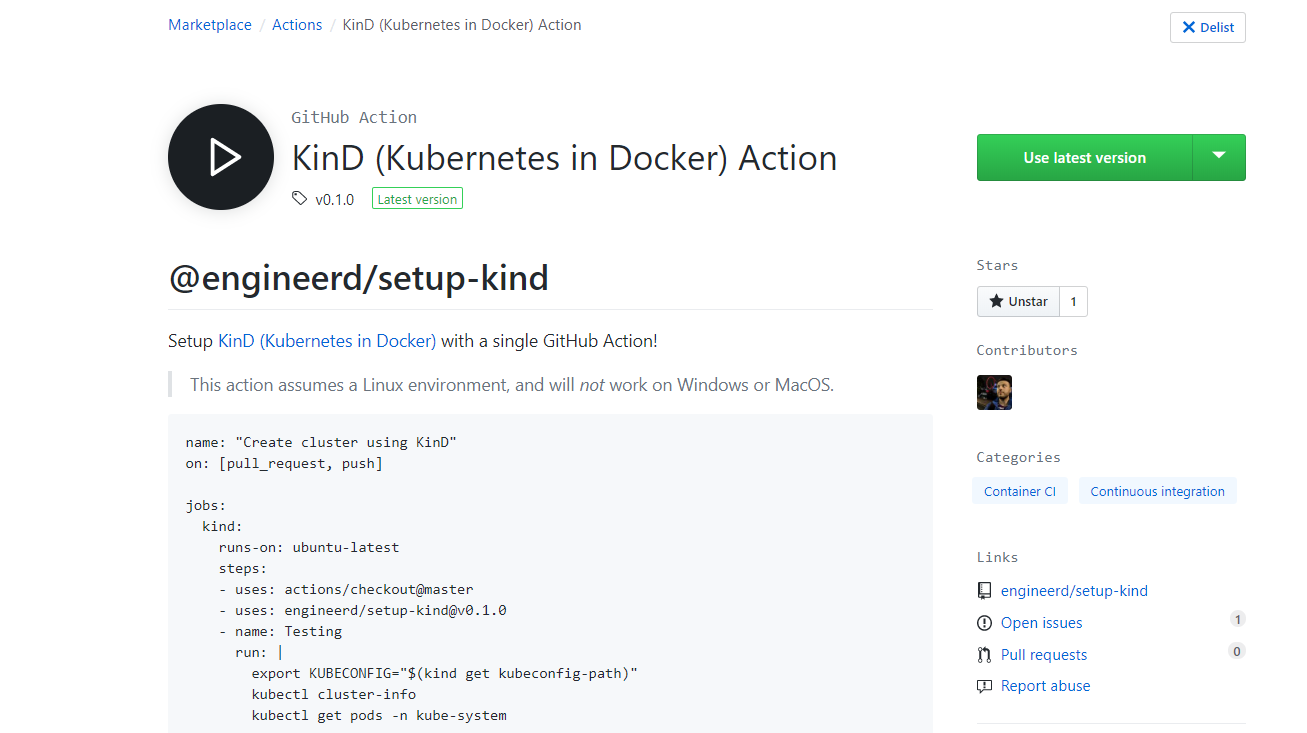 Marketplace / Actions / KinD (Kubernetes in Docker) Action
Delist
GitHub Action
KinD (Kubernetes in Docker) Action
v0.1.0 Latest version
Use latest version
@engineerd/setup-kind
Setup KinD (Kubernetes in Docker) with a single GitHub Action!
This action assumes a Linux environment, and will not work on Windows or MacOS.
name: "Create cluster using KinD"
on: [pull_request, push]
jobs:
  kind:
    runs-on: ubuntu-latest
    steps:
    - uses: actions/checkout@master
    - uses: engineerd/setup-kind@v0.1.0
    - name: Testing
      run: |
        export KUBECONFIG="$(kind get kubeconfig-path)"
        kubectl cluster-info
        kubectl get pods -n kube-system
Stars
Unstar 1
Contributors
Categories
Container CI Continuous integration
Links
engineerd/setup-kind
Open issues 1
Pull requests 0
Report abuse